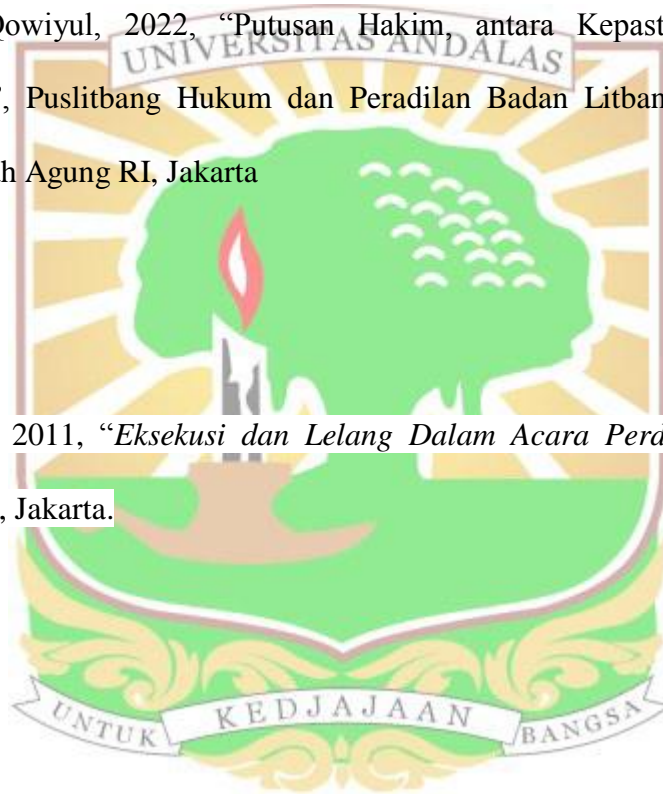 Qowiyul, 2022, “Putusan Hakim, antara Kepast
UNIVERSITAS ANDALAS
”, Puslitbang Hukum dan Peradilan Badan Litban
h Agung RI, Jakarta
2011, “Eksekusi dan Lelang Dalam Acara Perd
, Jakarta.
UNTUK KEDJAJAAN BANGSA